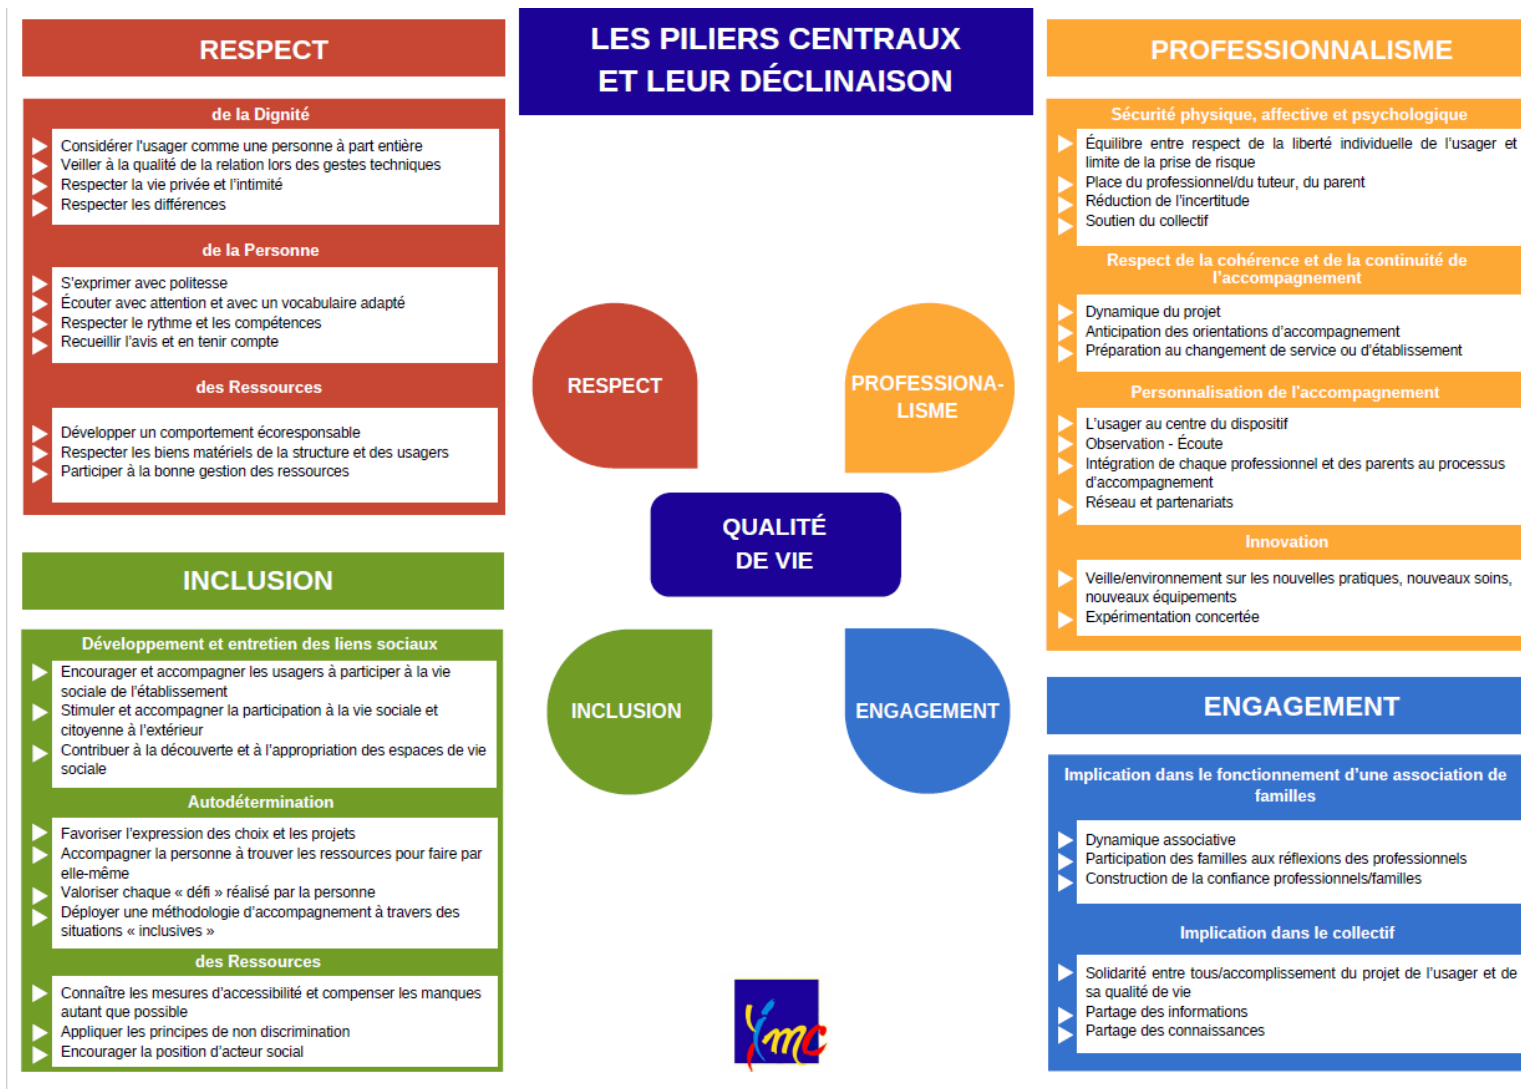 RESPECT
de la Dignité
Considérer l'usager comme une personne à part entière
Veiller à la qualité de la relation lors des gestes techniques
Respecter la vie privée et l'intimité
Respecter les différences
de la Personne
S'exprimer avec politesse
Écouter avec attention et avec un vocabulaire adapté
Respecter le rythme et les compétences
Recueillir l'avis et en tenir compte
des Ressources
Développer un comportement écoresponsable
Respecter les biens matériels de la structure et des usagers
Participer à la bonne gestion des ressources
INCLUSION
Développement et entretien des liens sociaux
Encourager et accompagner les usagers à participer à la vie
sociale de l'établissement
Stimuler et accompagner la participation à la vie sociale et
citoyenne à l'extérieur
Contribuer à la découverte et à l'appropriation des espaces de vie
sociale
Autodétermination
Favoriser l'expression des choix et les projets
Accompagner la personne à trouver les ressources pour faire par
elle-même
Valoriser chaque « défi » réalisé par la personne
Déployer une méthodologie d'accompagnement à travers des
situations « inclusives »
des Ressources
Connaître les mesures d'accessibilité et compenser les manques
autant que possible
Appliquer les principes de non discrimination
Encourager la position d'acteur social
LES PILIERS CENTRAUX
ET LEUR DÉCLINAISON
RESPECT
PROFESSIONA-
LISME
QUALITÉ
DE VIE
INCLUSION
ENGAGEMENT
imc
PROFESSIONNALISME
Sécurité physique, affective et psychologique
Équilibre entre respect de la liberté individuelle de l'usager et
limite de la prise de risque
Place du professionnel/du tuteur, du parent
Réduction de l'incertitude
Soutien du collectif
Respect de la cohérence et de la continuité de
l'accompagnement
Dynamique du projet
Anticipation des orientations d'accompagnement
Préparation au changement de service ou d'établissement
Personnalisation de l'accompagnement
L'usager au centre du dispositif
Observation - Écoute
Intégration de chaque professionnel et des parents au processus
d'accompagnement
Réseau et partenariats
Innovation
Veille/environnement sur les nouvelles pratiques, nouveaux soins,
nouveaux équipements
Expérimentation concertée
ENGAGEMENT
Implication dans le fonctionnement d'une association de
familles
Dynamique associative
Participation des familles aux réflexions des professionnels
Construction de la confiance professionnels/familles
Implication dans le collectif
Solidarité entre tous/accomplissement du projet de l'usager et de
sa qualité de vie
Partage des informations
Partage des connaissances